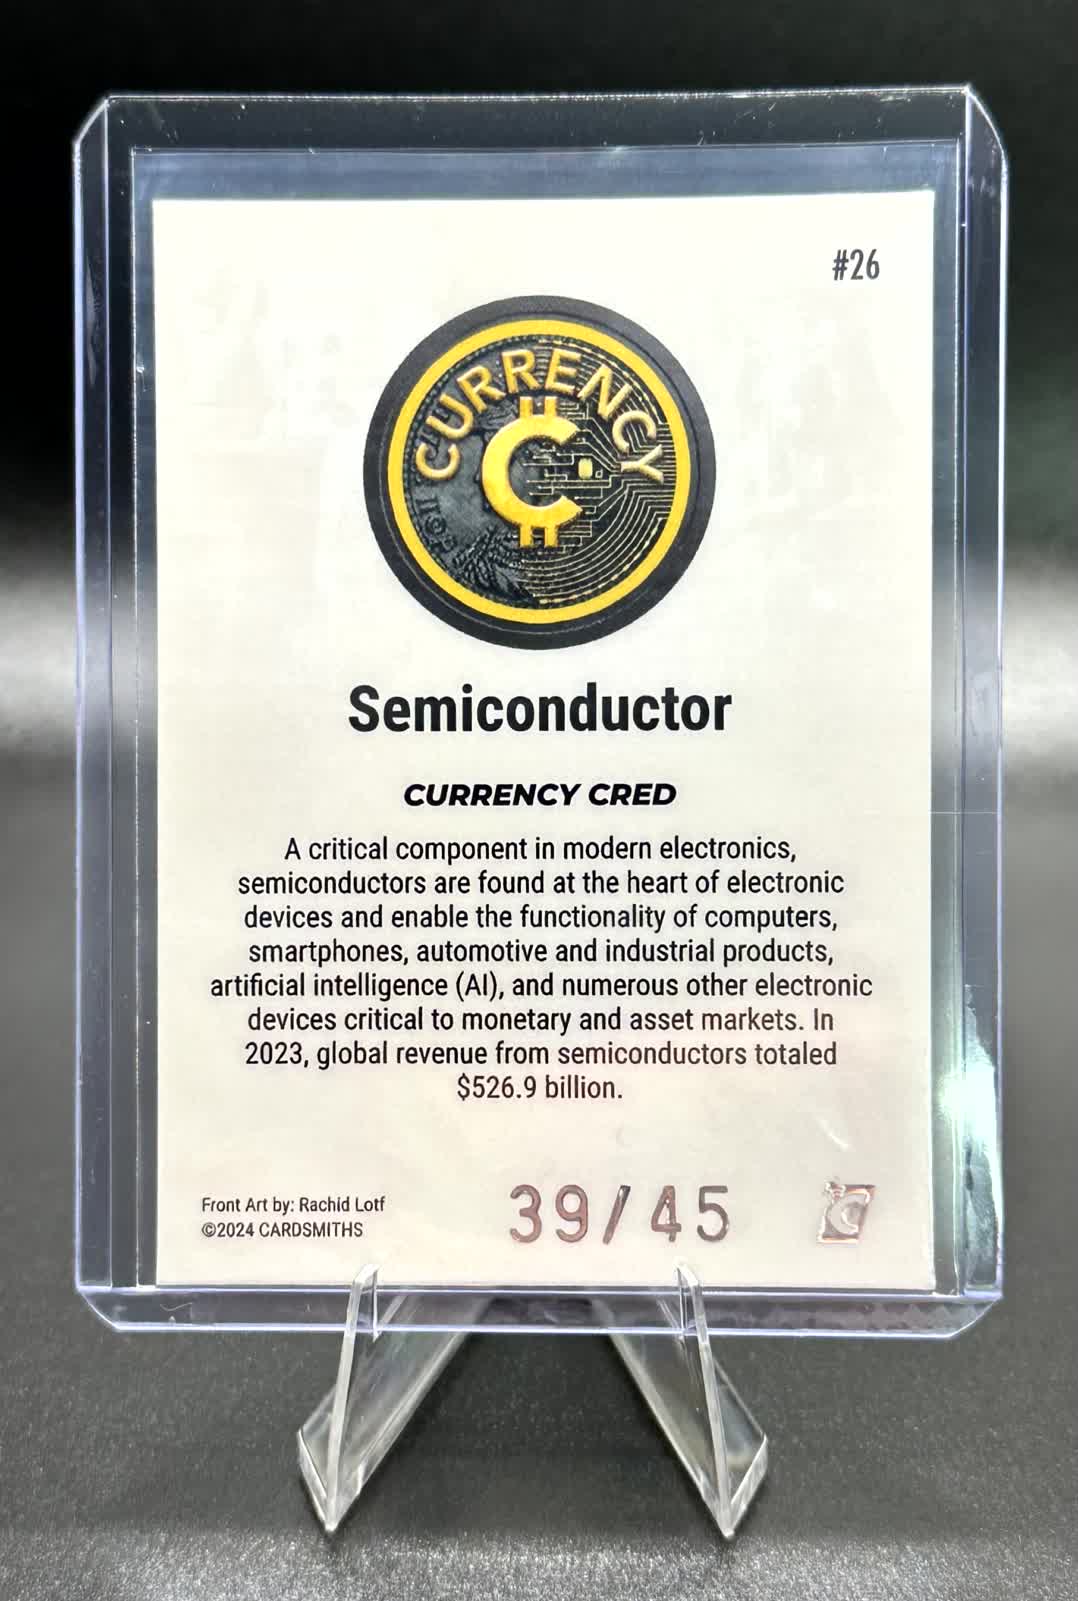 #26
CURRENCY
Semiconductor
CURRENCY CRED
A critical component in modern electronics,
semiconductors are found at the heart of electronic
devices and enable the functionality of computers,
smartphones, automotive and industrial products,
artificial intelligence (AI), and numerous other electronic
devices critical to monetary and asset markets. In
2023, global revenue from semiconductors totaled
$526.9 billion.
Front Art by: Rachid Lotf
©2024 CARDSMITHS
39/45